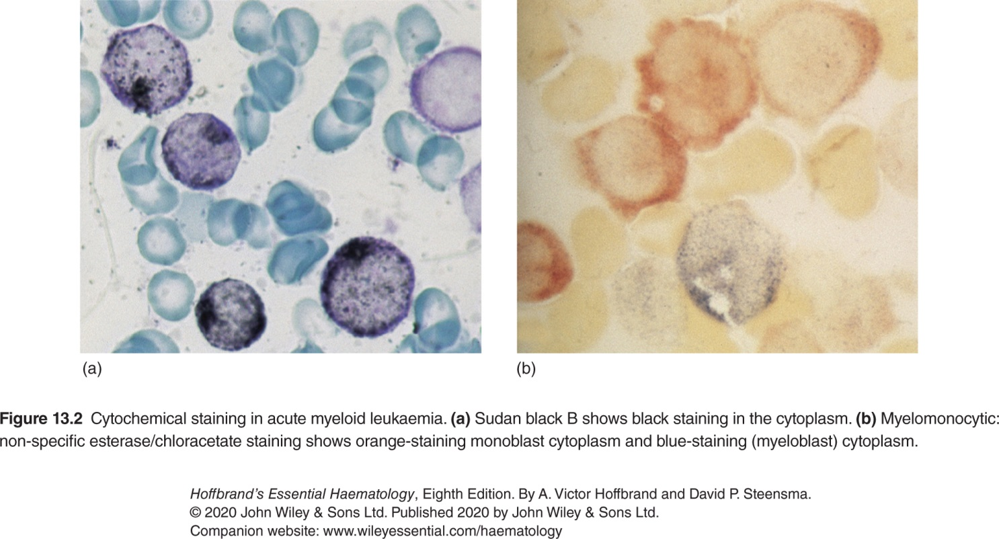 (a)
(b)
Figure 13.2 Cytochemical staining in acute myeloid leukaemia. (a) Sudan black B shows black staining in the cytoplasm. (b) Myelomonocytic:
non-specific esterase/chloracetate staining shows orange-staining monoblast cytoplasm and blue-staining (myeloblast) cytoplasm.
Hoffbrand’s Essential Haematology, Eighth Edition. By A. Victor Hoffbrand and David P. Steensma.
© 2020 John Wiley & Sons Ltd. Published 2020 by John Wiley & Sons Ltd.
Companion website: www.wileyessential.com/haematology